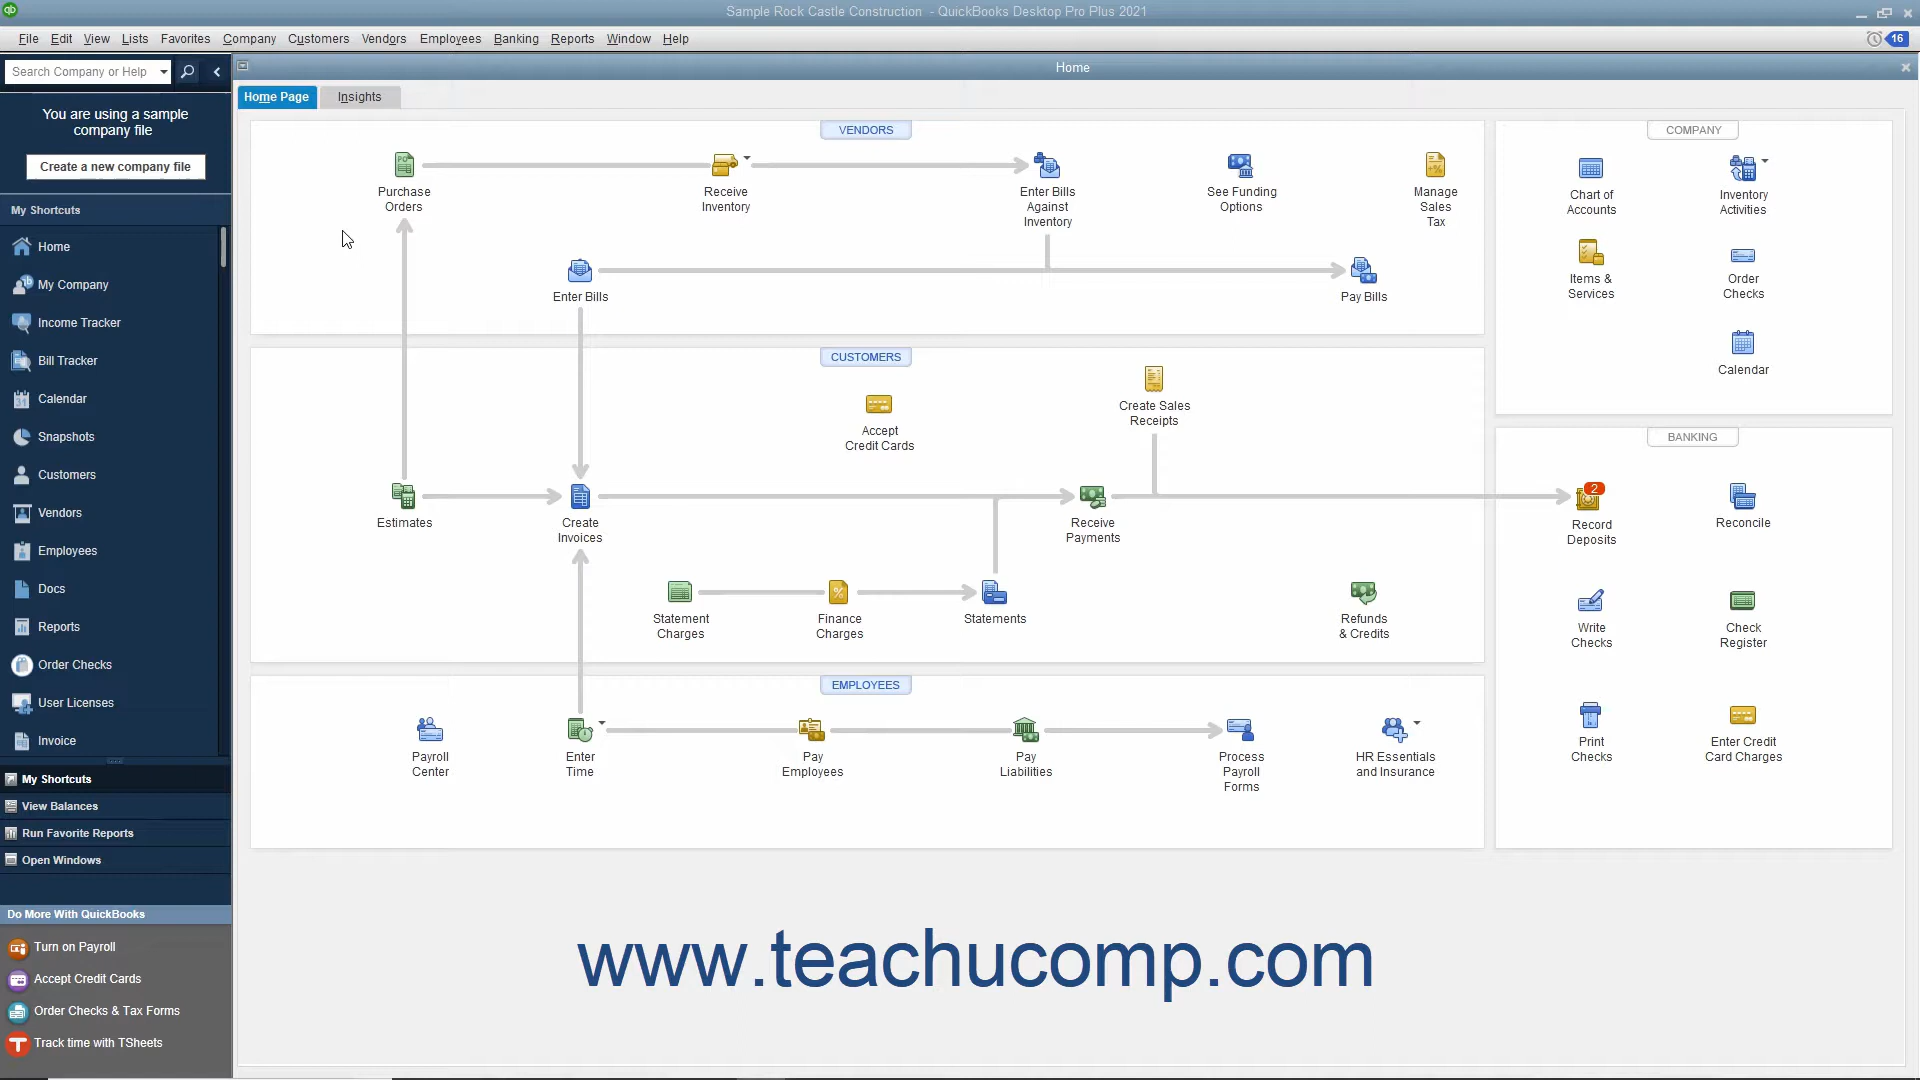 Sample Rock Castle Construction - QuickBooks Desktop Pro Plus 2021
File Edit View Lists Favorites Company Customers Vendors Employees Banking Reports Window Help
16
Search Company or Help
Home
You are using a sample
company file
Create a new company file
My Shortcuts
Home
My Company
Income Tracker
Bill Tracker
Calendar
Snapshots
Customers
Vendors
Employees
Docs
Reports
Order Checks
User Licenses
Invoice
My Shortcuts
View Balances
Run Favorite Reports
Open Windows
Do More With QuickBooks
Turn on Payroll
Accept Credit Cards
Order Checks & Tax Forms
Track time with TSheets
Home Page Insights
VENDORS
Purchase
Orders
Receive
Inventory
Enter Bills
Against
Inventory
See Funding
Options
Manage
Sales
Tax
Enter Bills
Pay Bills
CUSTOMERS
Accept
Credit Cards
Create Sales
Receipts
Estimates
Create
Invoices
Receive
Payments
Statement
Charges
Finance
Charges
Statements
Refunds
& Credits
EMPLOYEES
Payroll
Center
Enter
Time
Pay
Employees
Pay
Liabilities
Process
Payroll
Forms
HR Essentials
and Insurance
COMPANY
Chart of
Accounts
Inventory
Activities
Items &
Services
Order
Checks
Calendar
BANKING
2
Record
Deposits
Reconcile
Write
Checks
Check
Register
Print
Checks
Enter Credit
Card Charges
www.teachucomp.com